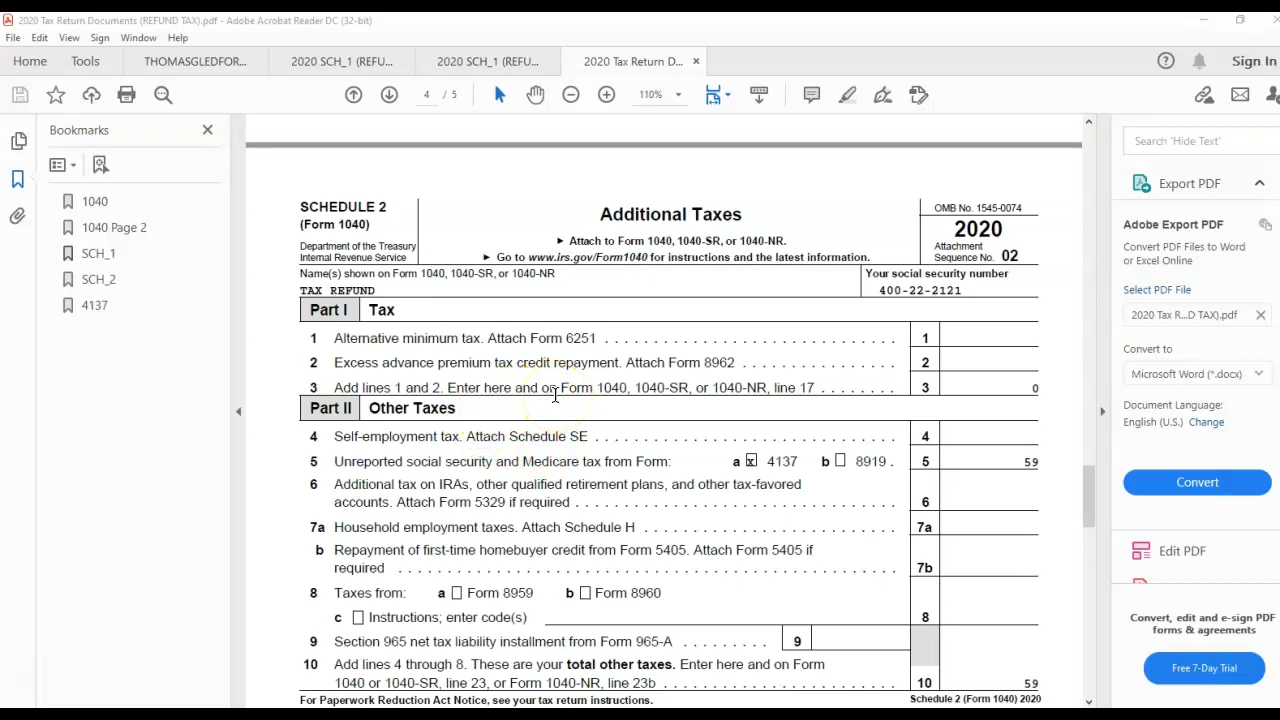 2020 Tax Return Documents (REFUND TAX).pdf - Adobe Acrobat Reader DC (32-bit)
File Edit View Sign Window Help
Home Tools THOMASGLEDFOR... 2020 SCH_1 (REFU... 2020 SCH_1 (REFU... 2020 Tax Return D... × Sign In
4 / 5 110%
Bookmarks
1040
1040 Page 2
SCH_1
SCH_2
4137
SCHEDULE 2
(Form 1040)
Department of the Treasury
Internal Revenue Service
Additional Taxes
► Attach to Form 1040, 1040-SR, or 1040-NR.
► Go to www.irs.gov/Form1040 for instructions and the latest information.
OMB No. 1545-0074
2020
Attachment
Sequence No. 02
Name(s) shown on Form 1040, 1040-SR, or 1040-NR Your social security number
TAX REFUND 400-22-2121
Part I Tax
1 Alternative minimum tax. Attach Form 6251 . . . . . . . . . . . . . . . . . . . . . . . . . . . . 1
2 Excess advance premium tax credit repayment. Attach Form 8962 . . . . . . . . . . . . . . 2
3 Add lines 1 and 2. Enter here and on Form 1040, 1040-SR, or 1040-NR, line 17 . . . . . . . 3 0
Part II Other Taxes
4 Self-employment tax. Attach Schedule SE . . . . . . . . . . . . . . . . . . . . . . . . . . . . 4
5 Unreported social security and Medicare tax from Form: a x 4137 b 8919 . 5 59
6 Additional tax on IRAs, other qualified retirement plans, and other tax-favored
accounts. Attach Form 5329 if required . . . . . . . . . . . . . . . . . . . . . . . . . . . . . 6
7a Household employment taxes. Attach Schedule H . . . . . . . . . . . . . . . . . . . . . . . 7a
b Repayment of first-time homebuyer credit from Form 5405. Attach Form 5405 if
required . . . . . . . . . . . . . . . . . . . . . . . . . . . . . . . . . . . . . . . . . . . . 7b
8 Taxes from: a Form 8959 b Form 8960
c Instructions; enter code(s) 8
9 Section 965 net tax liability installment from Form 965-A . . . . . . . . . 9
10 Add lines 4 through 8. These are your total other taxes. Enter here and on Form
1040 or 1040-SR, line 23, or Form 1040-NR, line 23b . . . . . . . . . . . . . . . . . . . . . 10 59
For Paperwork Reduction Act Notice, see your tax return instructions. Schedule 2 (Form 1040) 2020
Search 'Hide Text'
Export PDF
Adobe Export PDF
Convert PDF Files to Word
or Excel Online
Select PDF File
2020 Tax R...D TAX).pdf
Convert to
Microsoft Word (*.docx)
Document Language:
English (U.S.) Change
Convert
Edit PDF
Convert, edit and e-sign PDF
forms & agreements
Free 7-Day Trial